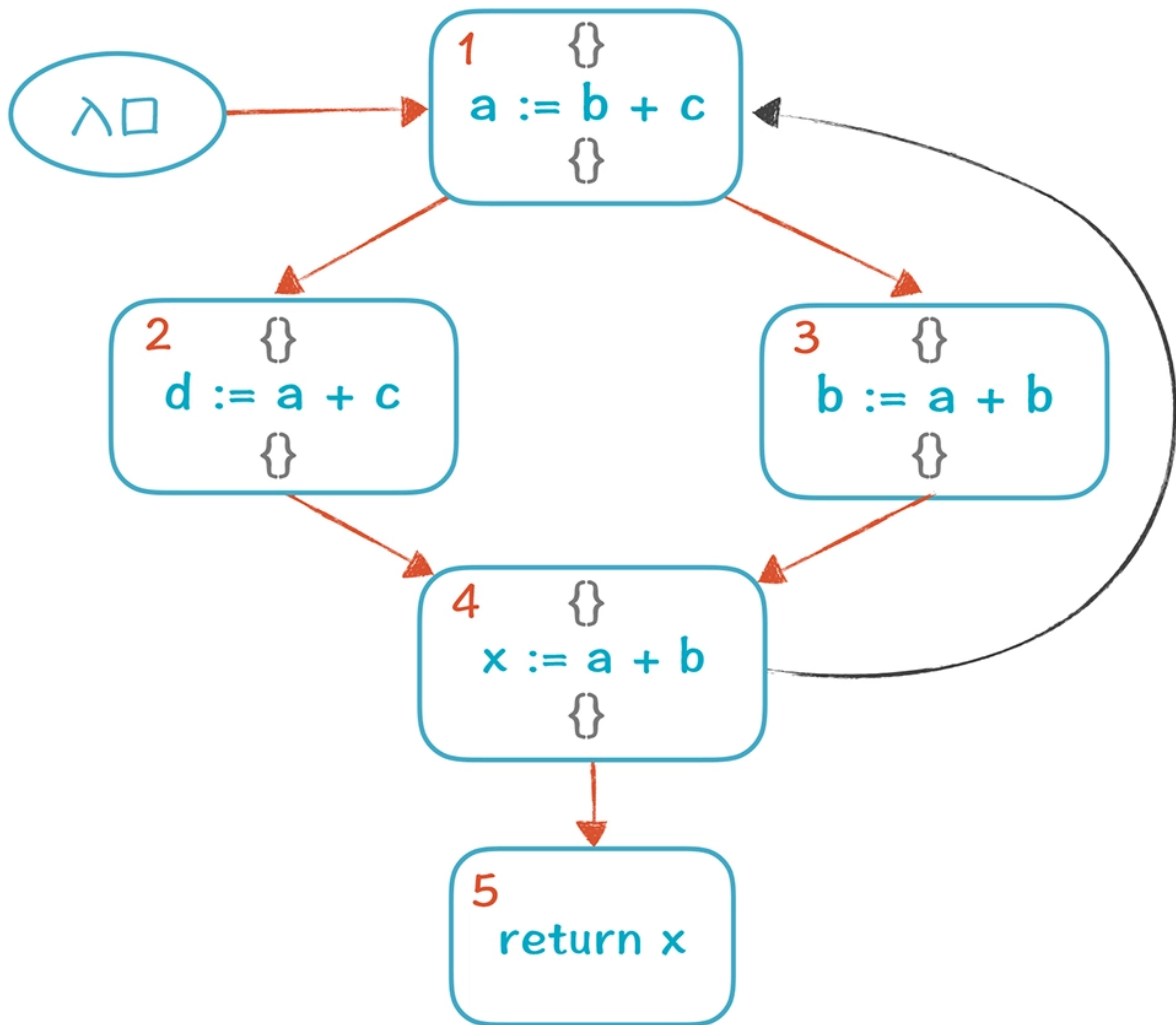 入口
1
{}
a := b + c
{}
2
{}
d := a + c
{}
3
{}
b := a + b
{}
4
{}
x := a + b
{}
5
return x